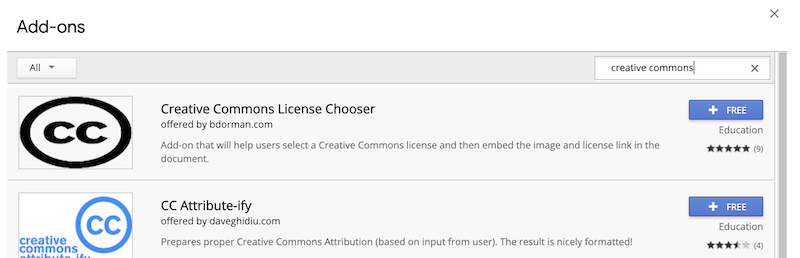 Add-ons
All
creative commons
CC
Creative Commons License Chooser
offered by bdorman.com
Add-on that will help users select a Creative Commons license and then embed the image and license link in the
document.
+ FREE
Education
(9)
CC
creative
commons
attribute-ify
CC Attribute-ify
offered by daveghidiu.com
Prepares proper Creative Commons Attribution (based on input from user). The result is nicely formatted!
+ FREE
Education
(4)